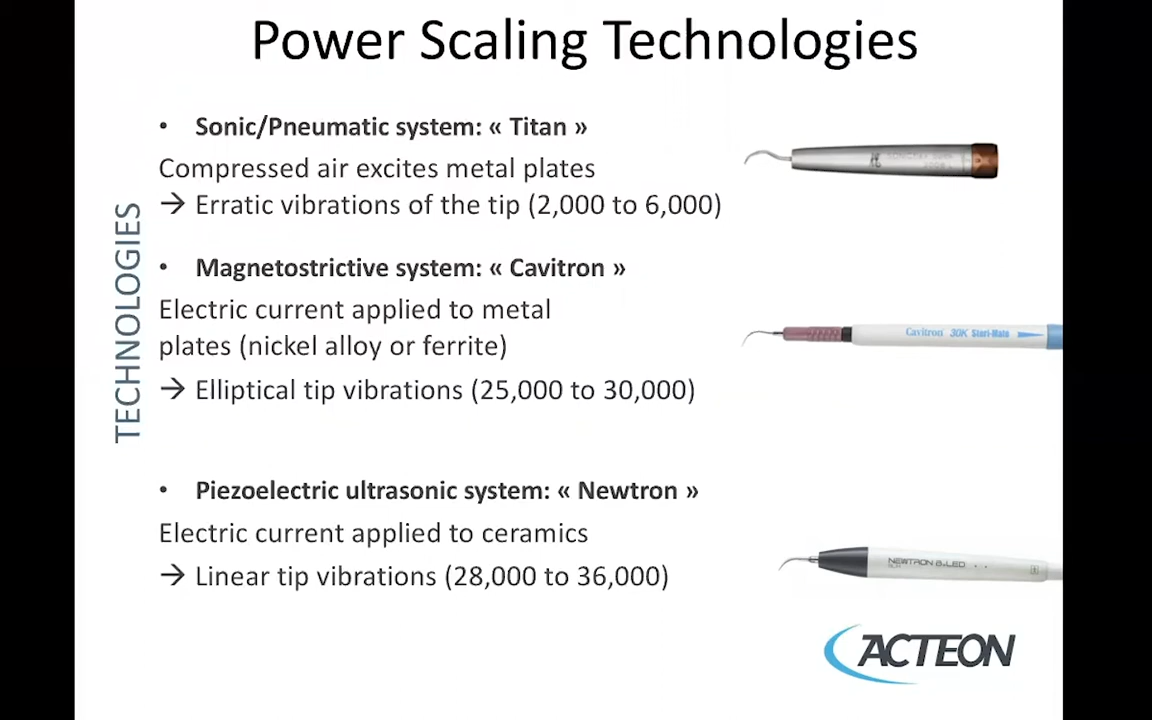 Power Scaling Technologies
• Sonic/Pneumatic system: « Titan »
Compressed air excites metal plates
→ Erratic vibrations of the tip (2,000 to 6,000)
• Magnetostrictive system: « Cavitron »
Electric current applied to metal
plates (nickel alloy or ferrite)
→ Elliptical tip vibrations (25,000 to 30,000)
• Piezoelectric ultrasonic system: « Newtron »
Electric current applied to ceramics
→ Linear tip vibrations (28,000 to 36,000)
TECHNOLOGIES
Cavitron 30K Steri-Mate
NEWTRON
LED
ACTEON